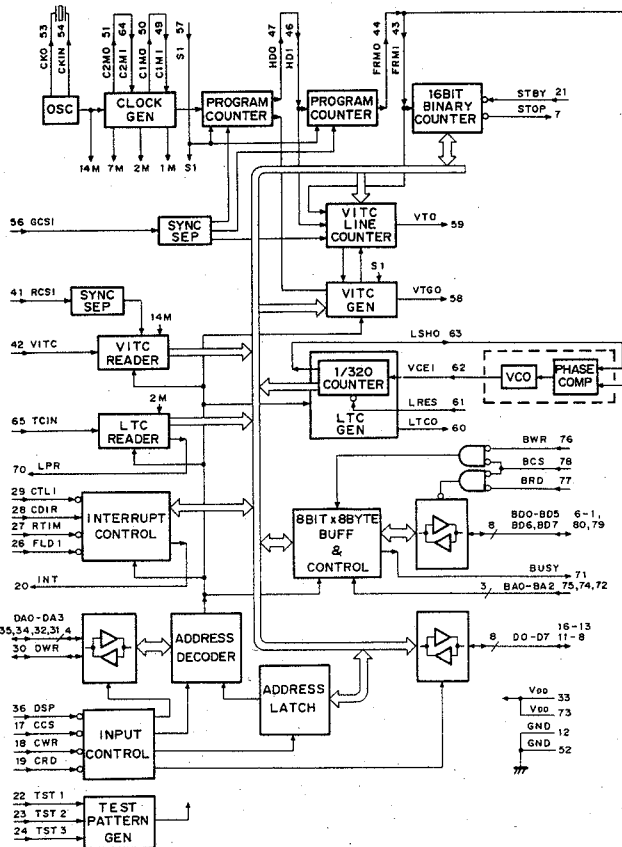 CKO 53
CKIN 54
C2MO 51
C2MI 64
C1MO 50
C1MI 49
S1 57
HDO 47
HDI 46
FRMO 44
FRMI 43
OSC
CLOCK GEN
PROGRAM COUNTER
PROGRAM COUNTER
16BIT BINARY COUNTER
STBY 21
STOP 7
14M
7M
2M
1M
S1
56 GCSI
SYNC SEP
VITC LINE COUNTER
VTO 59
S1
VITC GEN
VTGO 58
41 RCSI
SYNC SEP
14M
42 VITC
VITC READER
LSHO 63
1/320 COUNTER
VCEI 62
VCO
PHASE COMP
LRES 61
LTC GEN
LTCO 60
2M
65 TCIN
LTC READER
70 LPR
29 CTLI
28 CDIR
27 RTIM
26 FLDI
INTERRUPT CONTROL
20 INT
BWR 76
BCS 78
BRD 77
8BIT x 8BYTE BUFF & CONTROL
8
BDO-BD5 6-1,
BD6,BD7 80,79
BUSY 71
3
BAO-BA2 75,74,72
DAO-DA3
35,34,32,31
4
30 DWR
ADDRESS DECODER
ADDRESS LATCH
8
DO-D7
16-13
11-8
36 DSP
17 CCS
18 CWR
19 CRD
INPUT CONTROL
VDD 33
VDD 73
GND 12
GND 52
22 TST 1
23 TST 2
24 TST 3
TEST PATTERN GEN